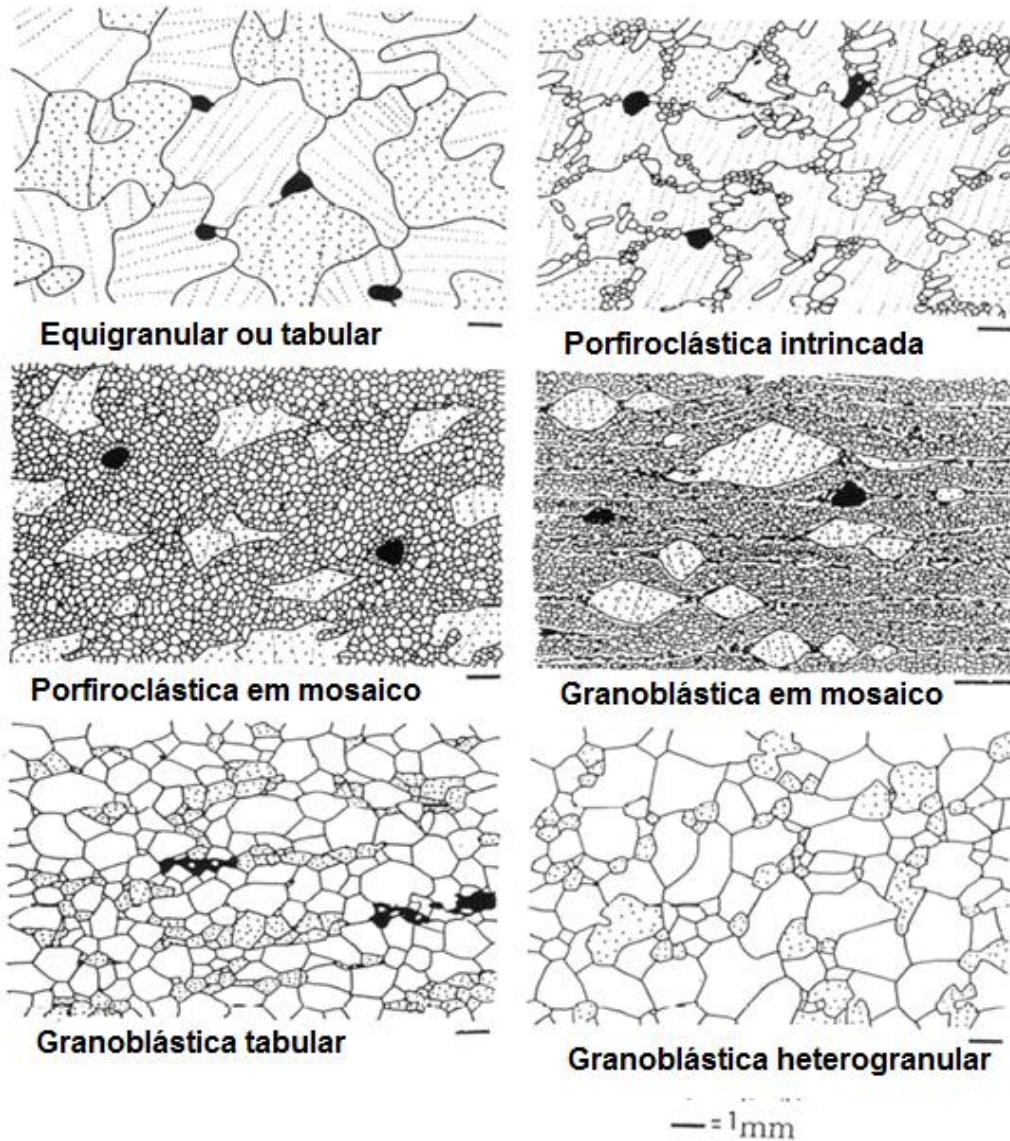 Equigranular ou tabular
Porfiroclástica intrincada
Porfiroclástica em mosaico
Granoblástica em mosaico
Granoblástica tabular
Granoblástica heterogranular
= 1mm